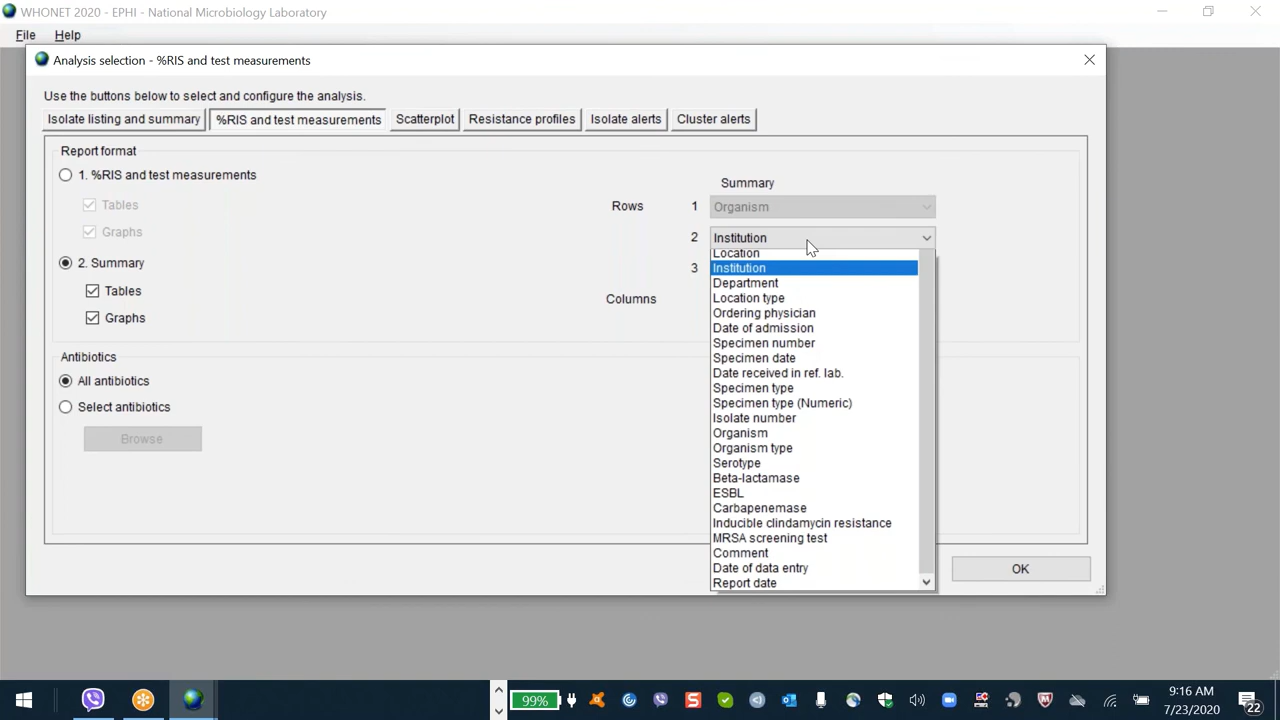 WHONET 2020 - EPHI - National Microbiology Laboratory
File Help
Analysis selection - %RIS and test measurements
Use the buttons below to select and configure the analysis.
Isolate listing and summary %RIS and test measurements Scatterplot Resistance profiles Isolate alerts Cluster alerts
Report format
1. %RIS and test measurements
Tables
Graphs
2. Summary
Tables
Graphs
Antibiotics
All antibiotics
Select antibiotics
Browse
Summary
Rows 1 Organism
2 Institution
3
Columns
Location
Institution
Department
Location type
Ordering physician
Date of admission
Specimen number
Specimen date
Date received in ref. lab.
Specimen type
Specimen type (Numeric)
Isolate number
Organism
Organism type
Serotype
Beta-lactamase
ESBL
Carbapenemase
Inducible clindamycin resistance
MRSA screening test
Comment
Date of data entry
Report date
OK
99%
9:16 AM
7/23/2020
22